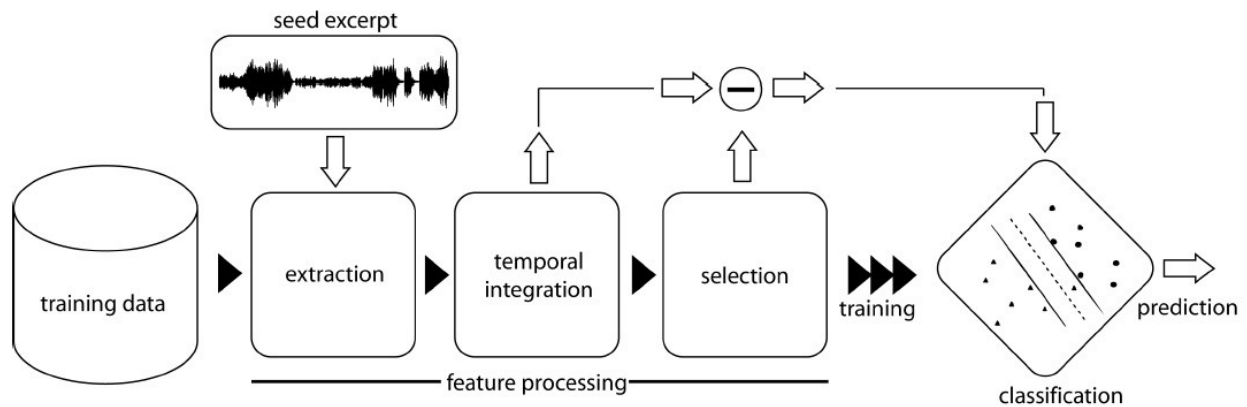 seed excerpt
training data
extraction
temporal
integration
selection
training
prediction
feature processing
classification